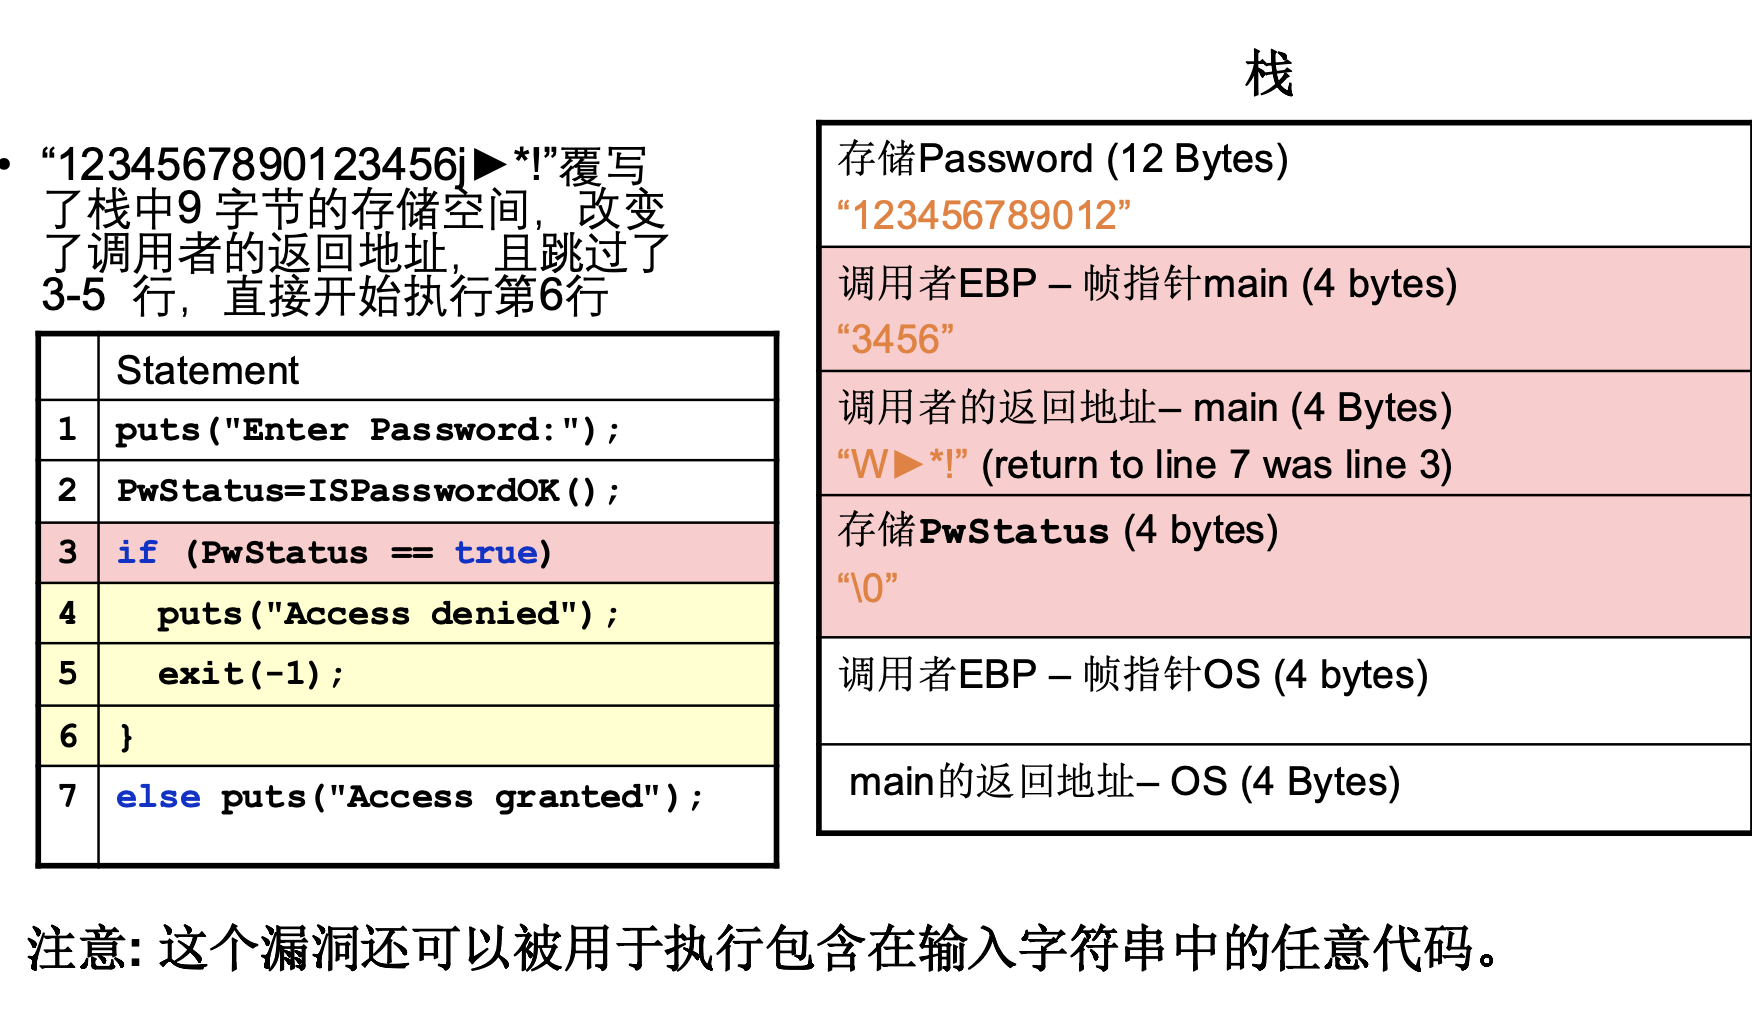 栈
• “1234567890123456j►*!”覆写
了栈中9 字节的存储空间，改变
了调用者的返回地址，且跳过了
3-5 行，直接开始执行第6行
Statement
1 puts("Enter Password:");
2 PwStatus=ISPasswordOK();
3 if (PwStatus == true)
4 puts("Access denied");
5 exit(-1);
6 }
7 else puts("Access granted");
存储Password (12 Bytes)
“123456789012”
调用者EBP – 帧指针main (4 bytes)
“3456”
调用者的返回地址– main (4 Bytes)
“W►*!” (return to line 7 was line 3)
存储PwStatus (4 bytes)
“\0”
调用者EBP – 帧指针OS (4 bytes)
main的返回地址– OS (4 Bytes)
注意: 这个漏洞还可以被用于执行包含在输入字符串中的任意代码。